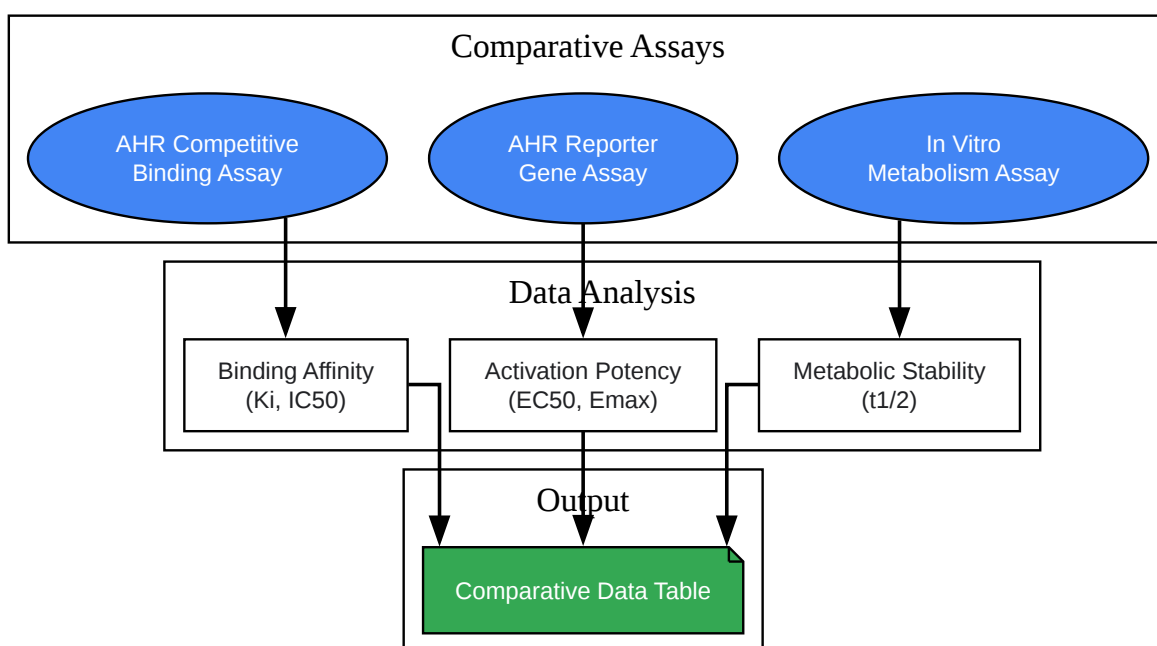 Comparative Assays
AHR Competitive
Binding Assay
AHR Reporter
Gene Assay
In Vitro
Metabolism Assay
Data Analysis
Binding Affinity
(Ki, IC50)
Activation Potency
(EC50, Emax)
Metabolic Stability
(t1/2)
Output
Comparative Data Table